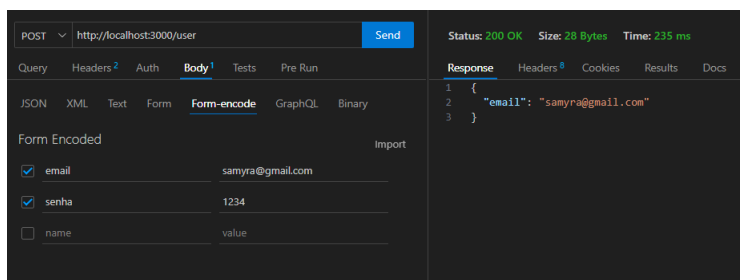 POST http://localhost:3000/user Send
Query Headers 2 Auth Body 1 Tests Pre Run
JSON XML Text Form Form-encode GraphQL Binary
Form Encoded Import
email samyra@gmail.com
senha 1234
name value
Status: 200 OK Size: 28 Bytes Time: 235 ms
Response Headers 8 Cookies Results Docs
1 {
2 "email": "samyra@gmail.com"
3 }